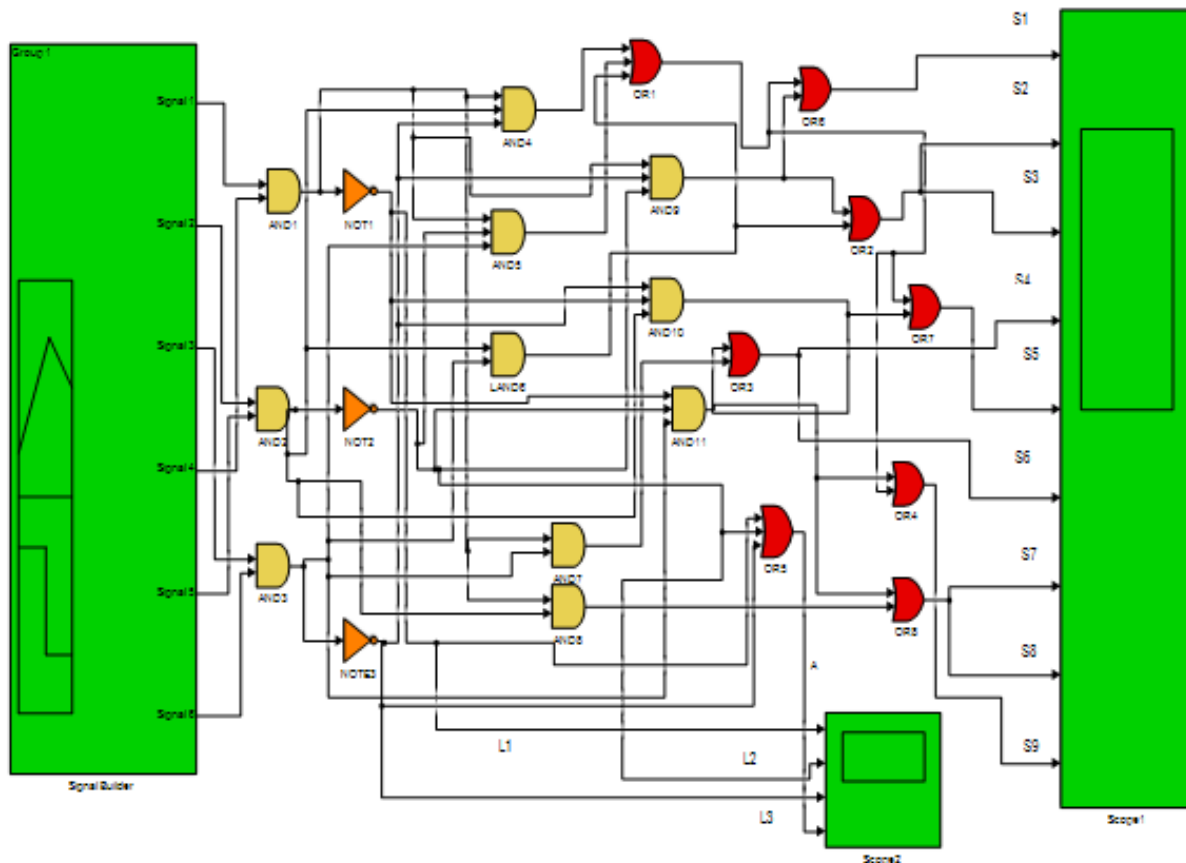 Group 1
Signal 1
Signal 2
Signal 3
Signal 4
Signal 5
Signal 6
Signal Builder
AND1
AND2
AND3
NOT1
NOT2
NOTE3
AND4
AND5
LAND6
AND7
AND8
OR1
AND9
AND10
AND11
OR3
OR5
OR6
OR2
OR7
OR4
OR8
S1
S2
S3
S4
S5
S6
S7
S8
S9
A
L1
L2
L3
Scope2
Scope1